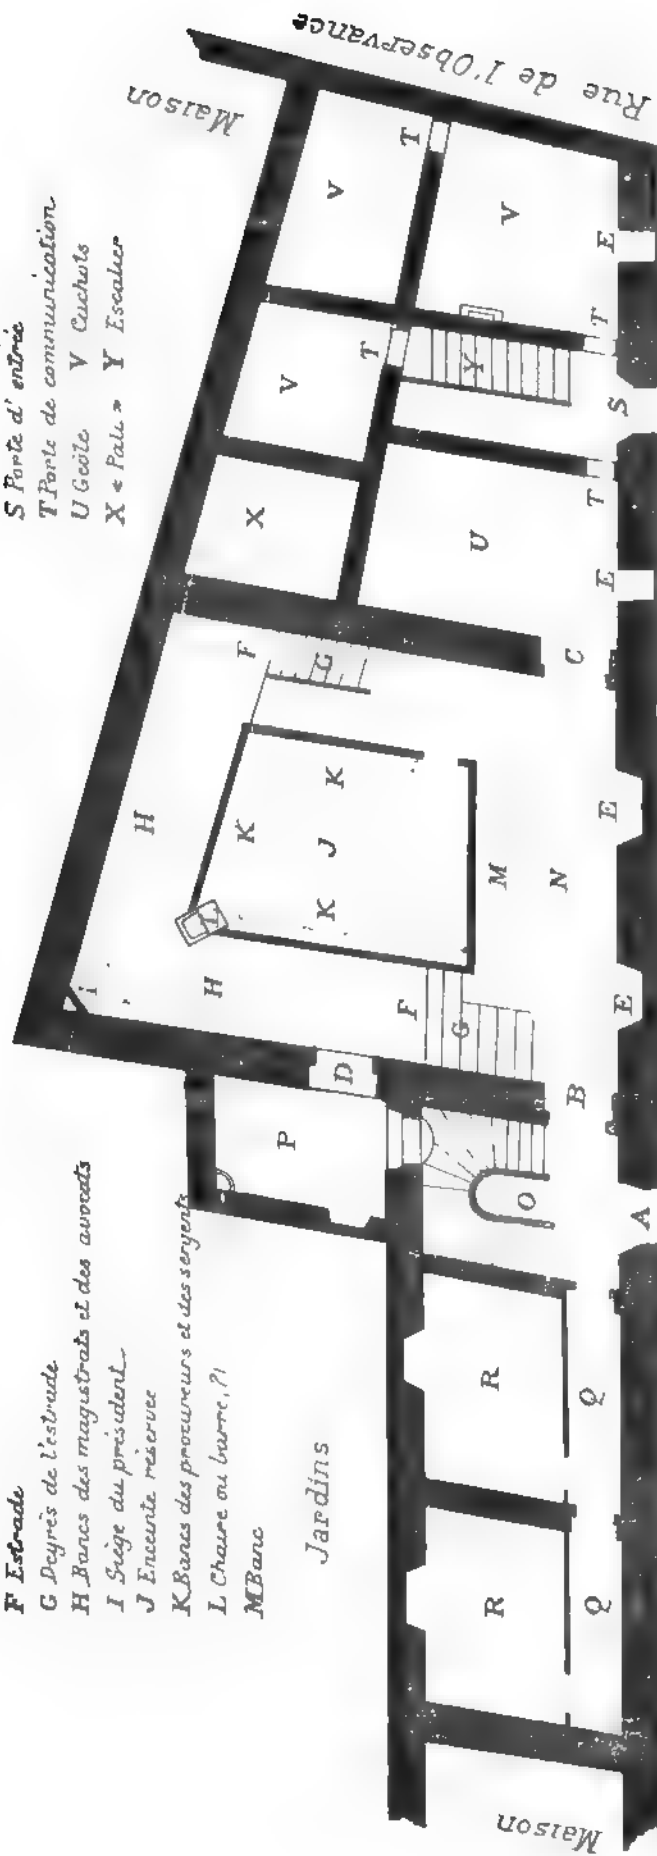 F Estrade
G Degrés de l'estrade
H Bancs des magistrats et des avocats
I Siège du président
J Enceinte réservée
K Bancs des procureurs et des sergents
L Chaire ou barre, ?)
M Banc
S Porte d'entrée
T Porte de communication
U Geôle V Cachots
X Y Escalier
Maison
Rue de l'Observance
Jardins
Maison
V
T
V
E
T
V
T
Y
S
X
U
T
E
F
G
C
H
K
K
J
K
E
M
N
L
I
H
F
G
E
D
B
P
O
A
R
Q
R
Q